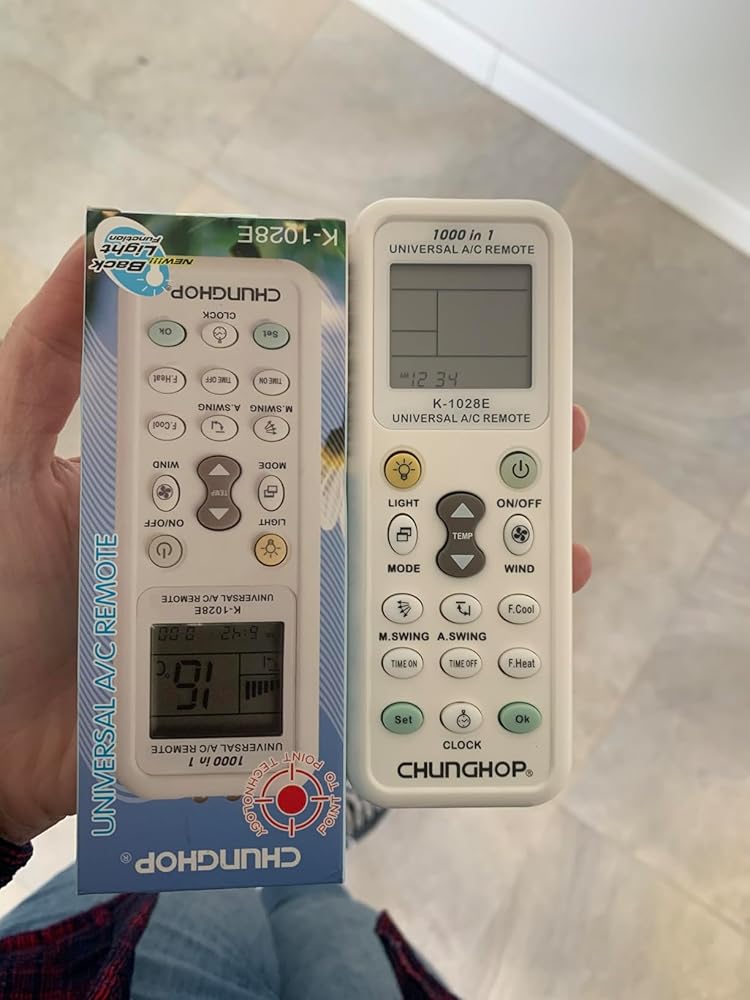 K-1028E
Back
Light
Function
NEW!!!
CHUNGHOP®
CLOCK
Ok
Set
F.Heat
TIME OFF
TIME ON
A.SWING
M.SWING
F.Cool
WIND
TEMP
MODE
ON/OFF
LIGHT
UNIVERSAL A/C REMOTE
K-1028E
UNIVERSAL A/C REMOTE
16 °C
UNIVERSAL A/C REMOTE
1000 in 1
POINT TO POINT TECHNOLOGY
CHUNGHOP®
1000 in 1
UNIVERSAL A/C REMOTE
AM 12 34
K-1028E
UNIVERSAL A/C REMOTE
LIGHT ON/OFF
TEMP
MODE WIND
F.Cool
M.SWING A.SWING
TIME ON TIME OFF F.Heat
Set Ok
CLOCK
CHUNGHOP®